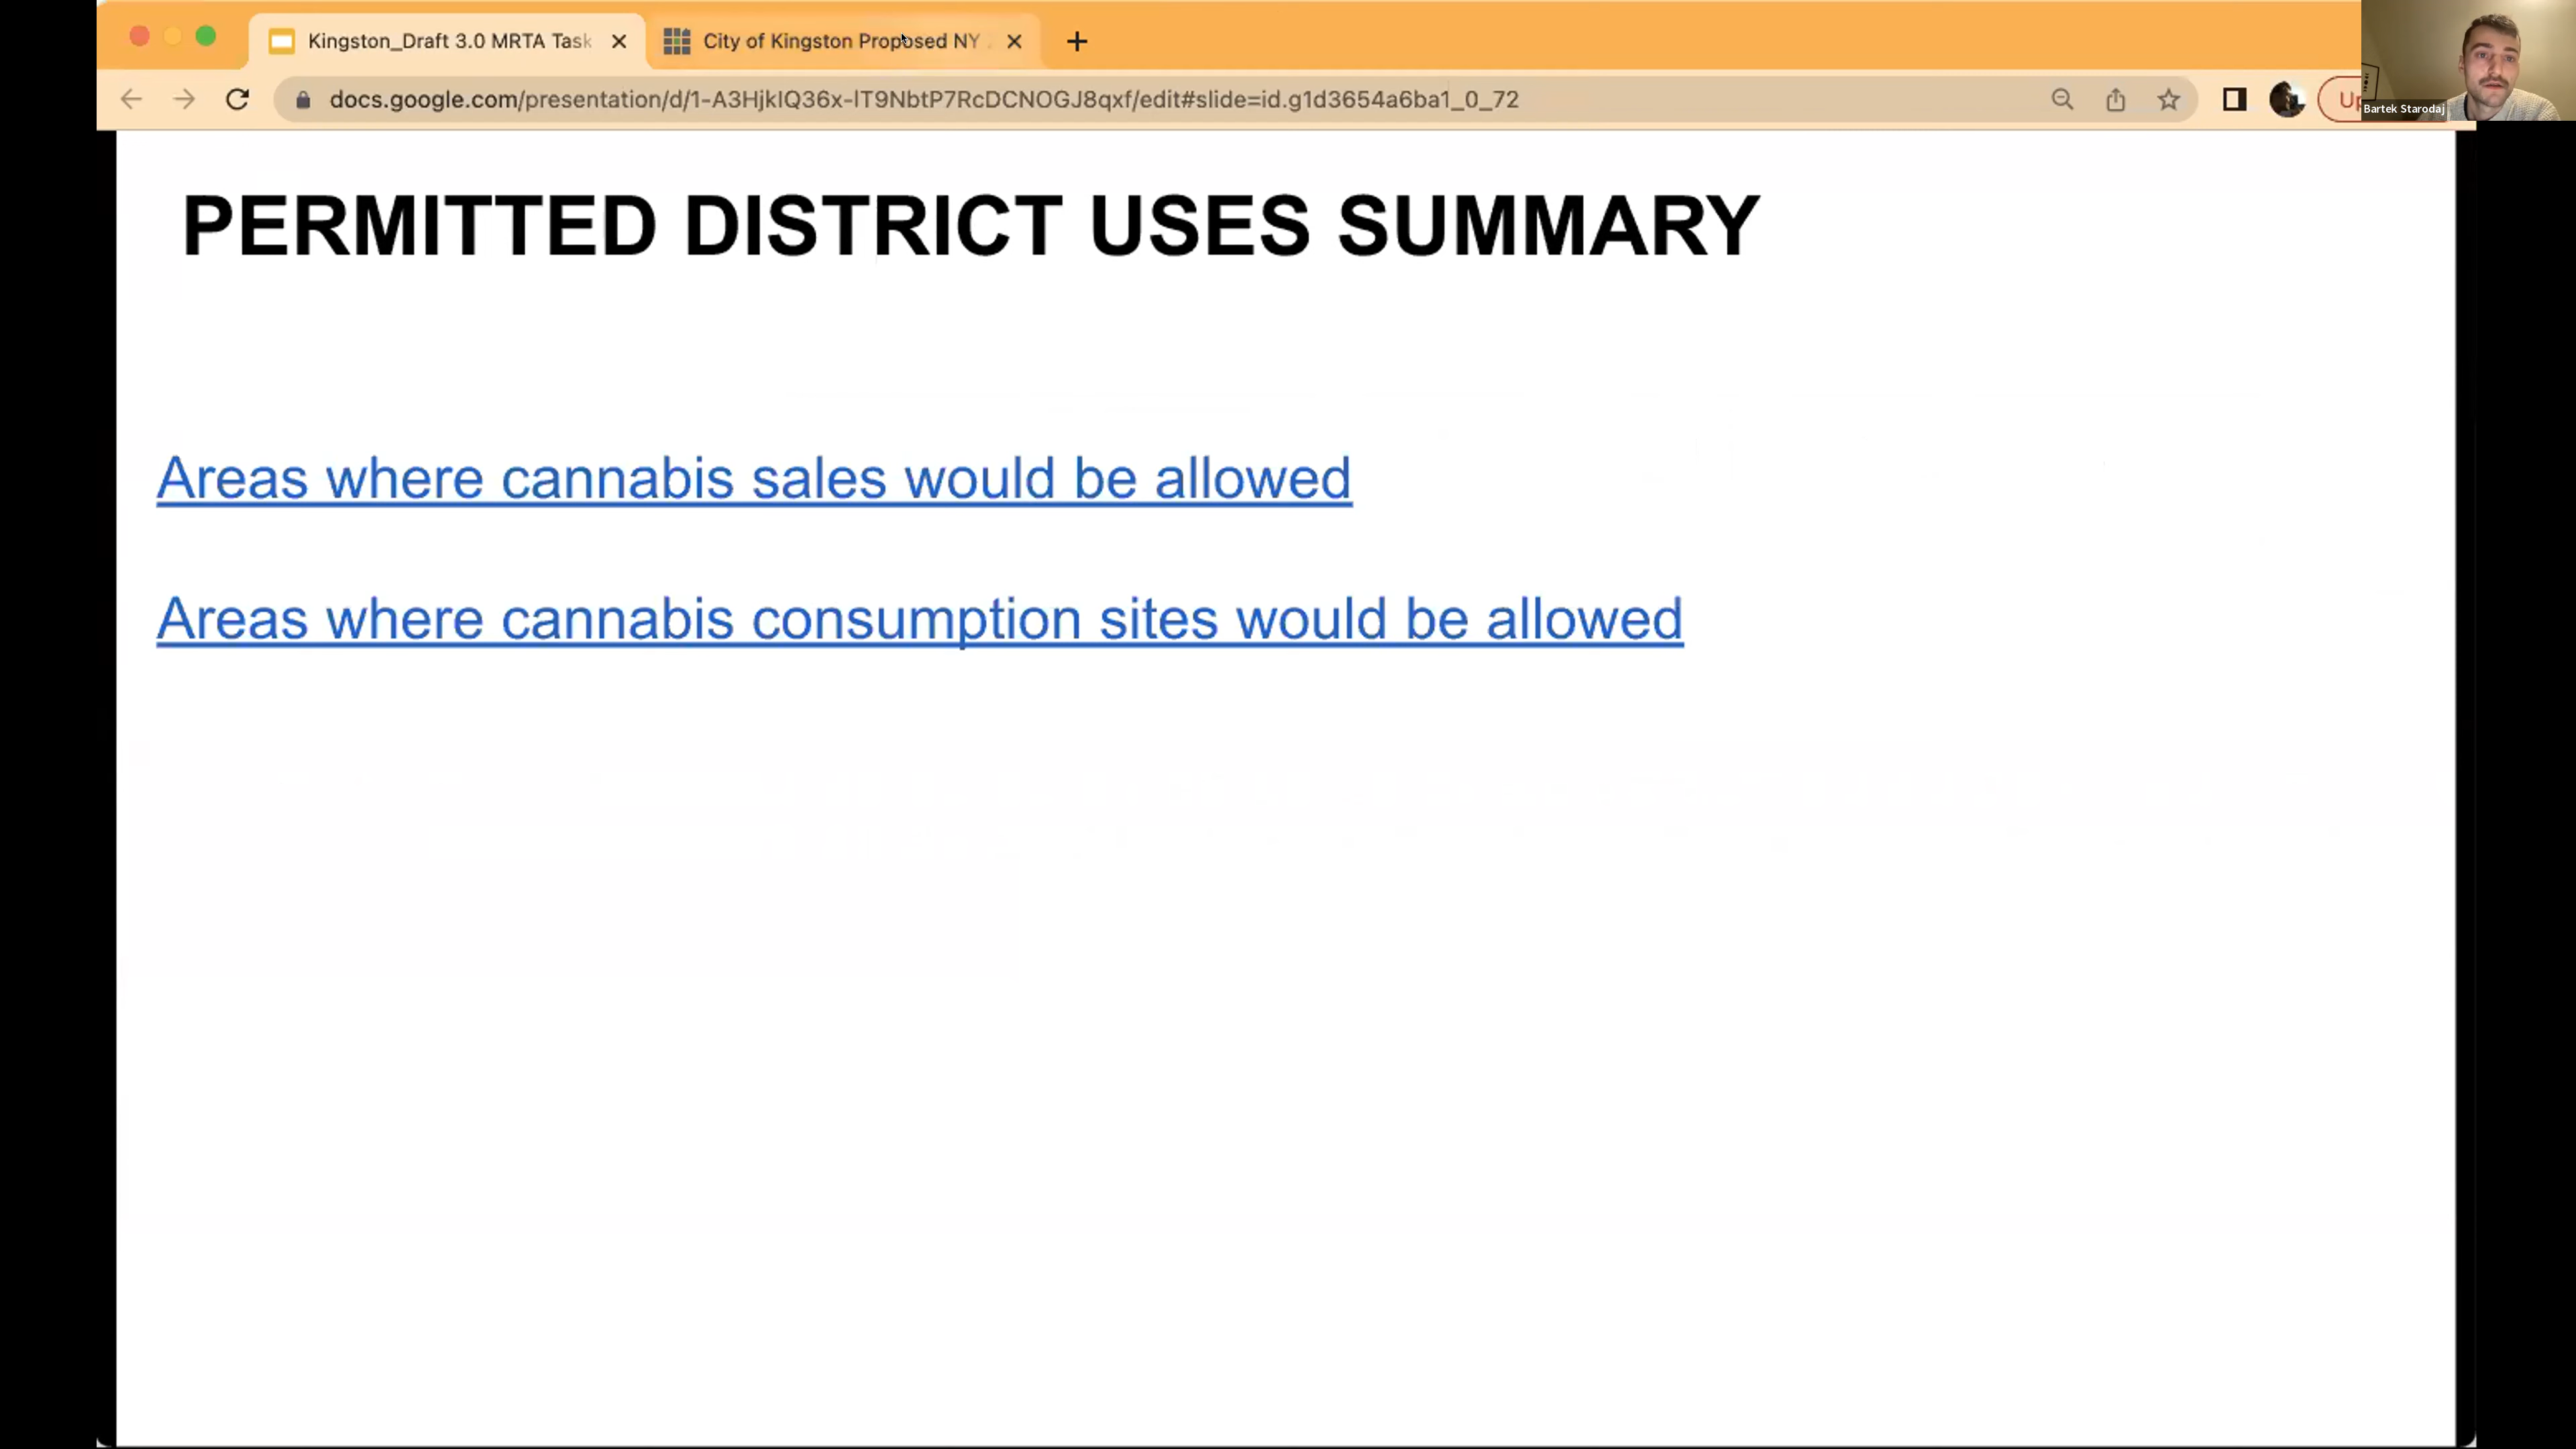 Kingston_Draft 3.0 MRTA Task
City of Kingston Proposed NY
docs.google.com/presentation/d/1-A3HjkIQ36x-IT9NbtP7RcDCNOGJ8qxf/edit#slide=id.g1d3654a6ba1_0_72
Bartek Starodaj
PERMITTED DISTRICT USES SUMMARY
Areas where cannabis sales would be allowed
Areas where cannabis consumption sites would be allowed